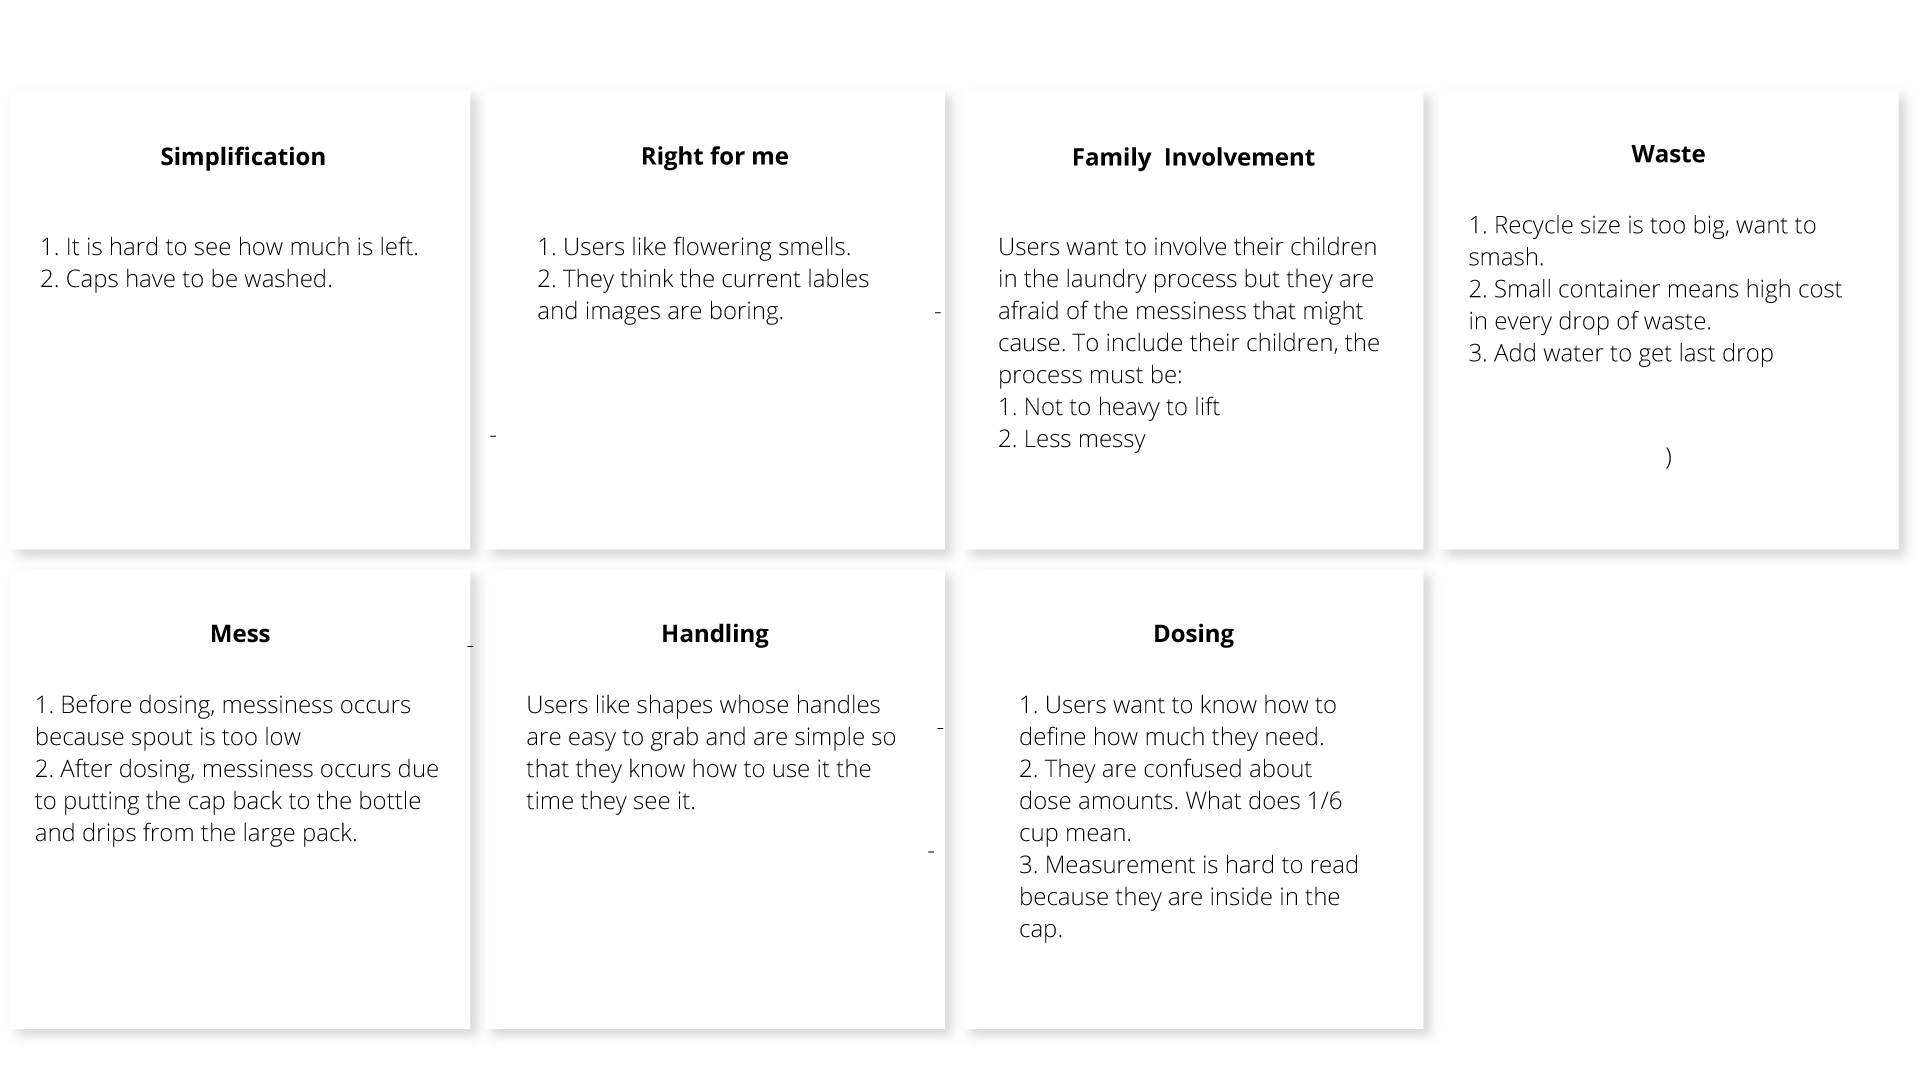 Simplification
1. It is hard to see how much is left.
2. Caps have to be washed.
Right for me
1. Users like flowering smells.
2. They think the current lables
and images are boring.
-
-
Family  Involvement
Users want to involve their children
in the laundry process but they are
afraid of the messiness that might
cause. To include their children, the
process must be:
1. Not to heavy to lift
2. Less messy
Waste
1. Recycle size is too big, want to
smash.
2. Small container means high cost
in every drop of waste.
3. Add water to get last drop
)
Mess
-
1. Before dosing, messiness occurs
because spout is too low
2. After dosing, messiness occurs due
to putting the cap back to the bottle
and drips from the large pack.
Handling
Users like shapes whose handles
are easy to grab and are simple so
that they know how to use it the
time they see it.
-
-
Dosing
1. Users want to know how to
define how much they need.
2. They are confused about
dose amounts. What does 1/6
cup mean.
3. Measurement is hard to read
because they are inside in the
cap.